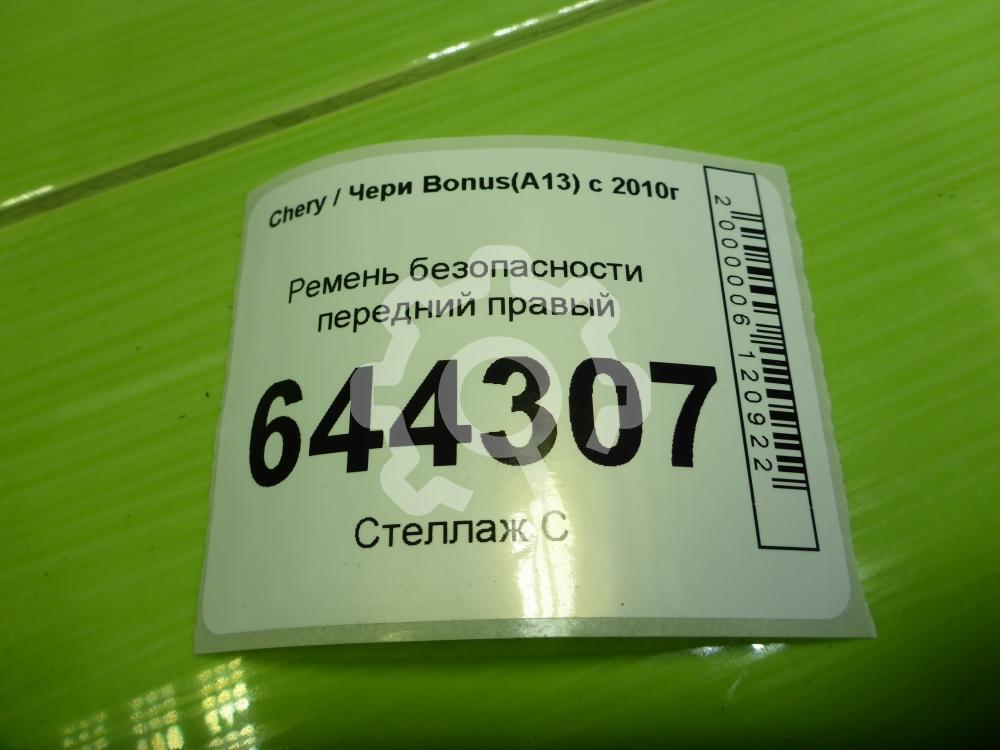 Chery / Чери Bonus(A13) с 2010г
Ремень безопасности
передний правый
644307
Стеллаж С
2000006120922